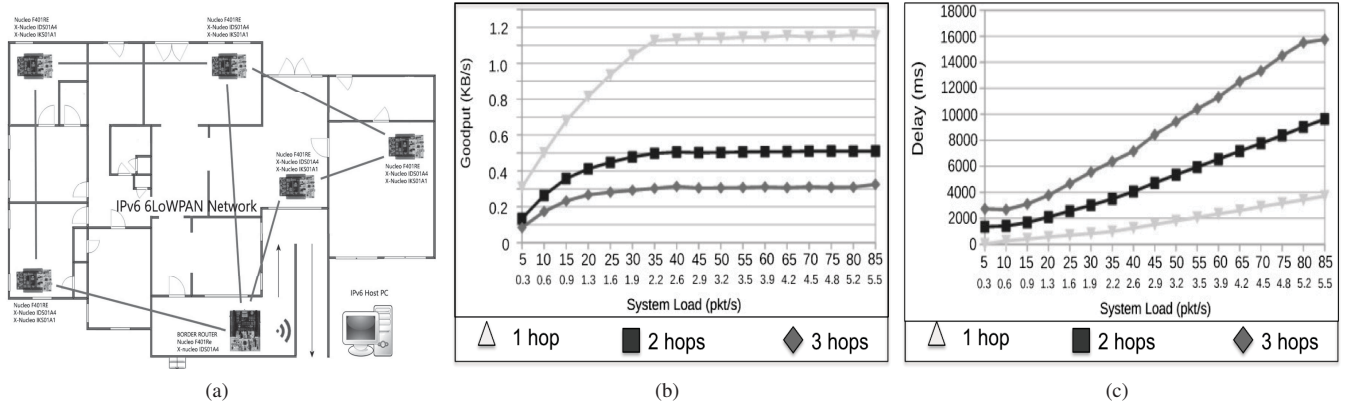 Nucleo F401RE
X-Nucleo IDS01A4
X-Nucleo IKS01A1
Nucleo F401RE
X-Nucleo IDS01A4
X-Nucleo IKS01A1
Nucleo F401RE
X-Nucleo IDS01A4
X-Nucleo IKS01A1
Nucleo F401RE
X-Nucleo IDS01A4
X-Nucleo IKS01A1
IPv6 6LoWPAN Network
Nucleo F401RE
X-Nucleo IDS01A4
X-Nucleo IKS01A1
BORDER ROUTER
Nucleo F401Re
X-nucleo IDS01A4
IPv6 Host PC
(a)
Goodput (KB/s)
1.2
1.0
0.8
0.6
0.4
0.2
0
5 10 15 20 25 30 35 40 45 50 55 60 65 70 75 80 85
0.3 0.6 0.9 1.3 1.6 1.9 2.2 2.6 2.9 3.2 3.5 3.9 4.2 4.5 4.8 5.2 5.5
System Load (pkt/s)
1 hop 2 hops 3 hops
(b)
Delay (ms)
18000
16000
14000
12000
10000
8000
6000
4000
2000
0
5 10 15 20 25 30 35 40 45 50 55 60 65 70 75 80 85
0.3 0.6 0.9 1.3 1.6 1.9 2.2 2.6 2.9 3.2 3.5 3.9 4.2 4.5 4.8 5.2 5.5
System Load (pkt/s)
1 hop 2 hops 3 hops
(c)